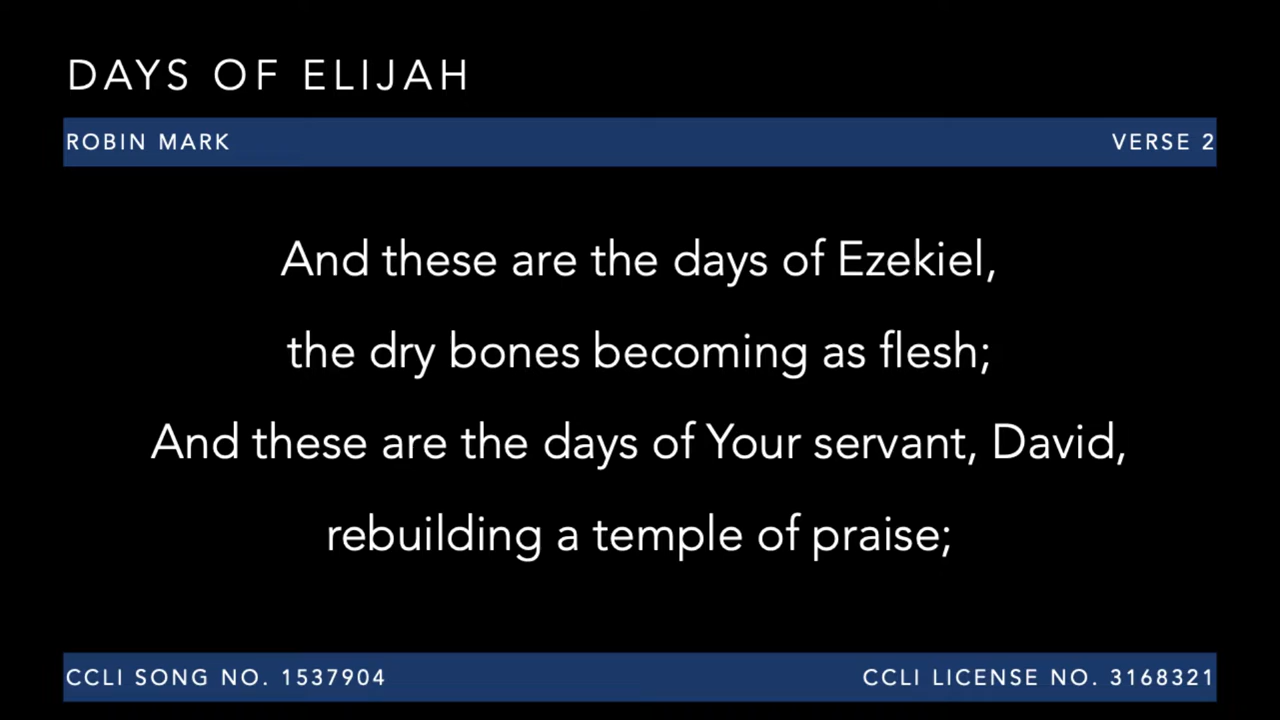 DAYS OF ELIJAH
ROBIN MARK
VERSE 2
And these are the days of Ezekiel,
the dry bones becoming as flesh;
And these are the days of Your servant, David,
rebuilding a temple of praise;
CCLI SONG NO. 1537904
CCLI LICENSE NO. 3168321